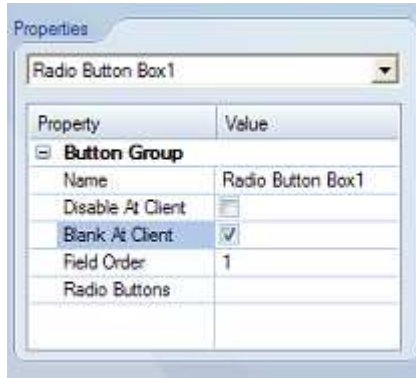 Properties
Radio Button Box1
Property Value
Button Group
Name Radio Button Box1
Disable At Client
Blank At Client
Field Order 1
Radio Buttons